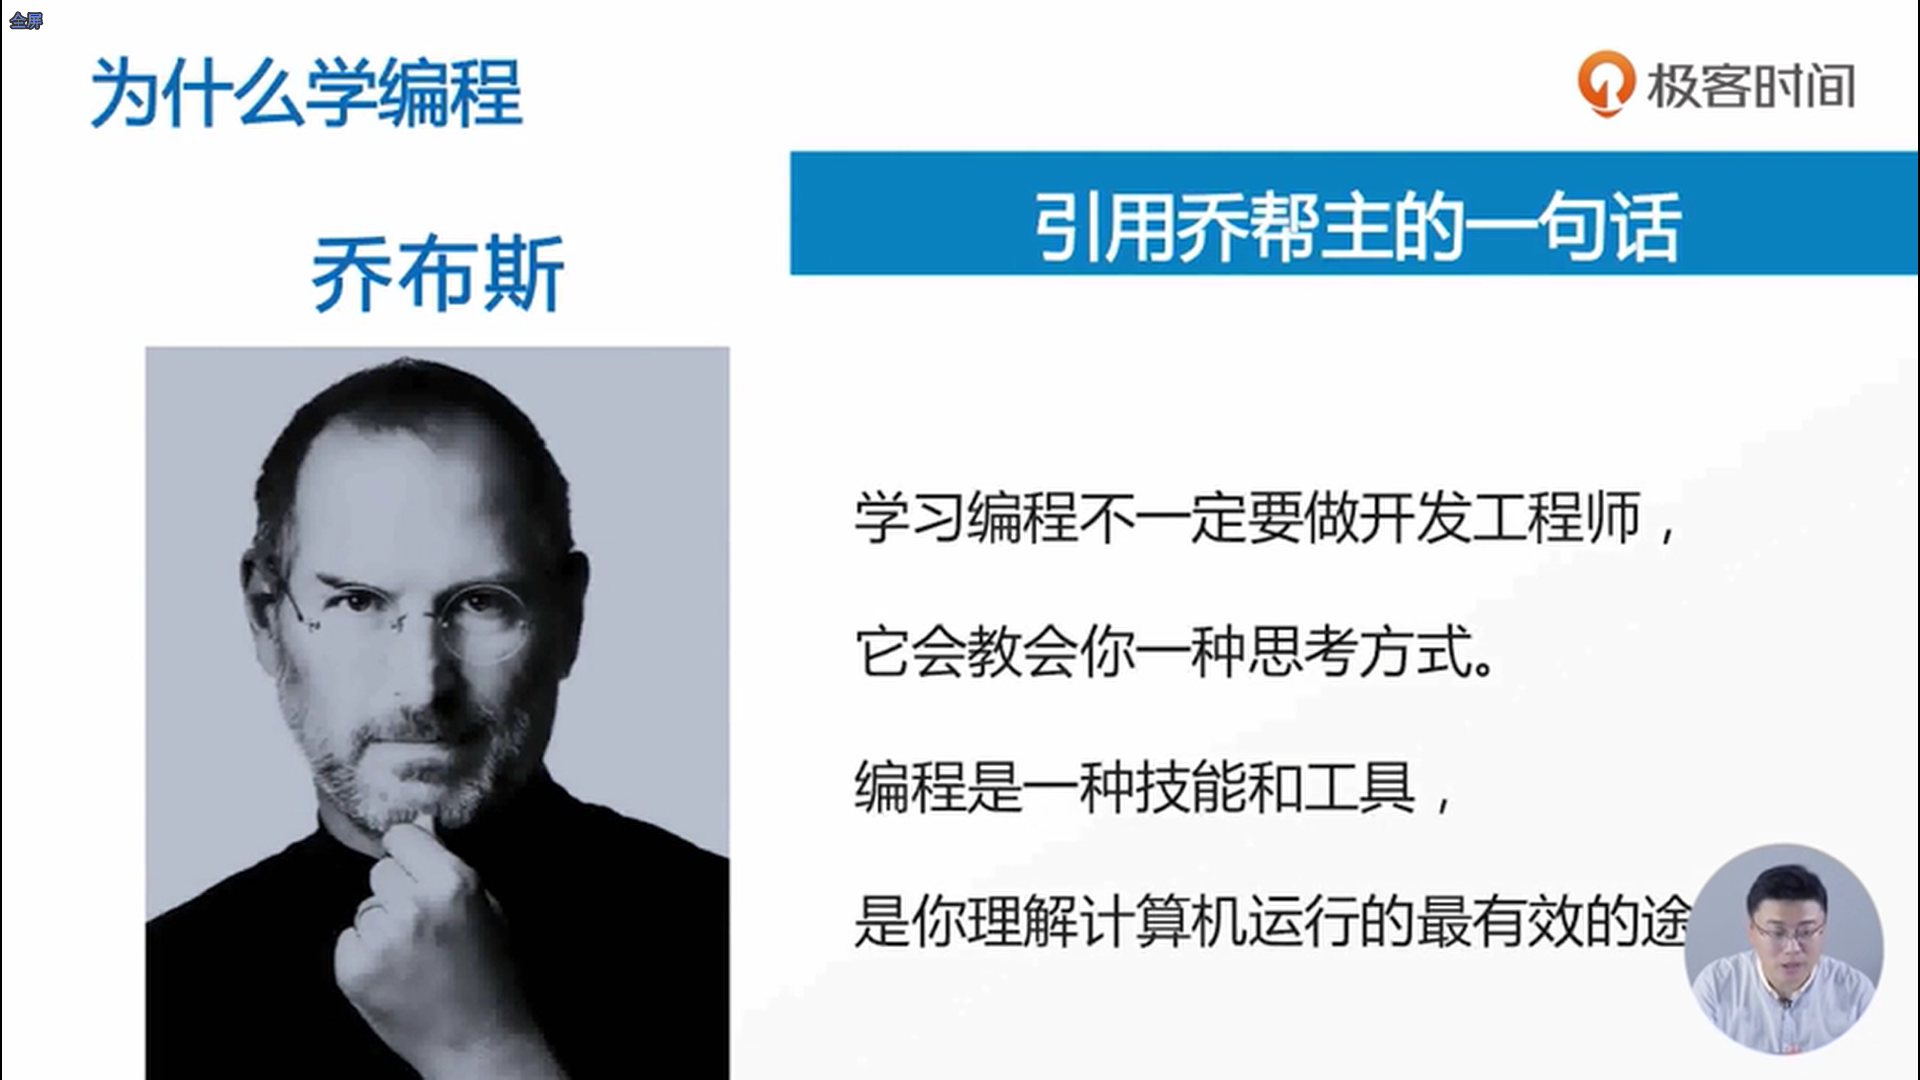 全屏
为什么学编程
极客时间
引用乔帮主的一句话
乔布斯
学习编程不一定要做开发工程师，
它会教会你一种思考方式。
编程是一种技能和工具，
是你理解计算机运行的最有效的途